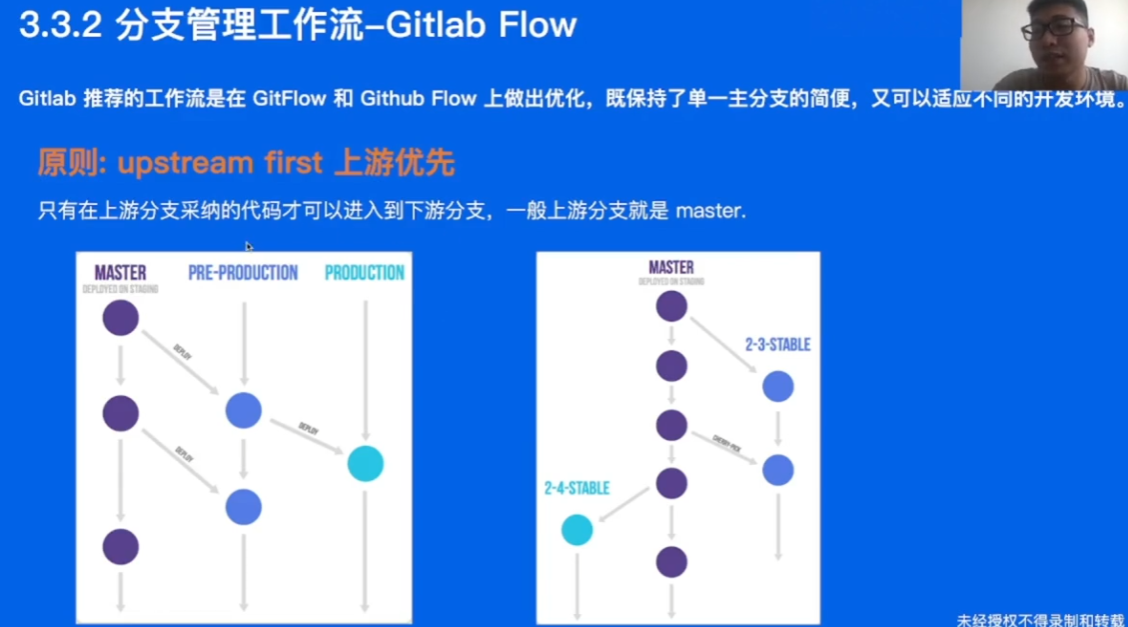 3.3.2 分支管理工作流–Gitlab Flow
Gitlab 推荐的工作流是在 GitFlow 和 Github Flow 上做出优化，既保持了单一主分支的简便，又可以适应不同的开发环境。
原则: upstream first 上游优先
只有在上游分支采纳的代码才可以进入到下游分支，一般上游分支就是 master.
MASTER
DEPLOYED ON STAGING
PRE-PRODUCTION
PRODUCTION
DEPLOY
DEPLOY
DEPLOY
MASTER
DEPLOYED ON STAGING
2-3-STABLE
CHERRY-PICK
2-4-STABLE
未经授权不得录制和转载